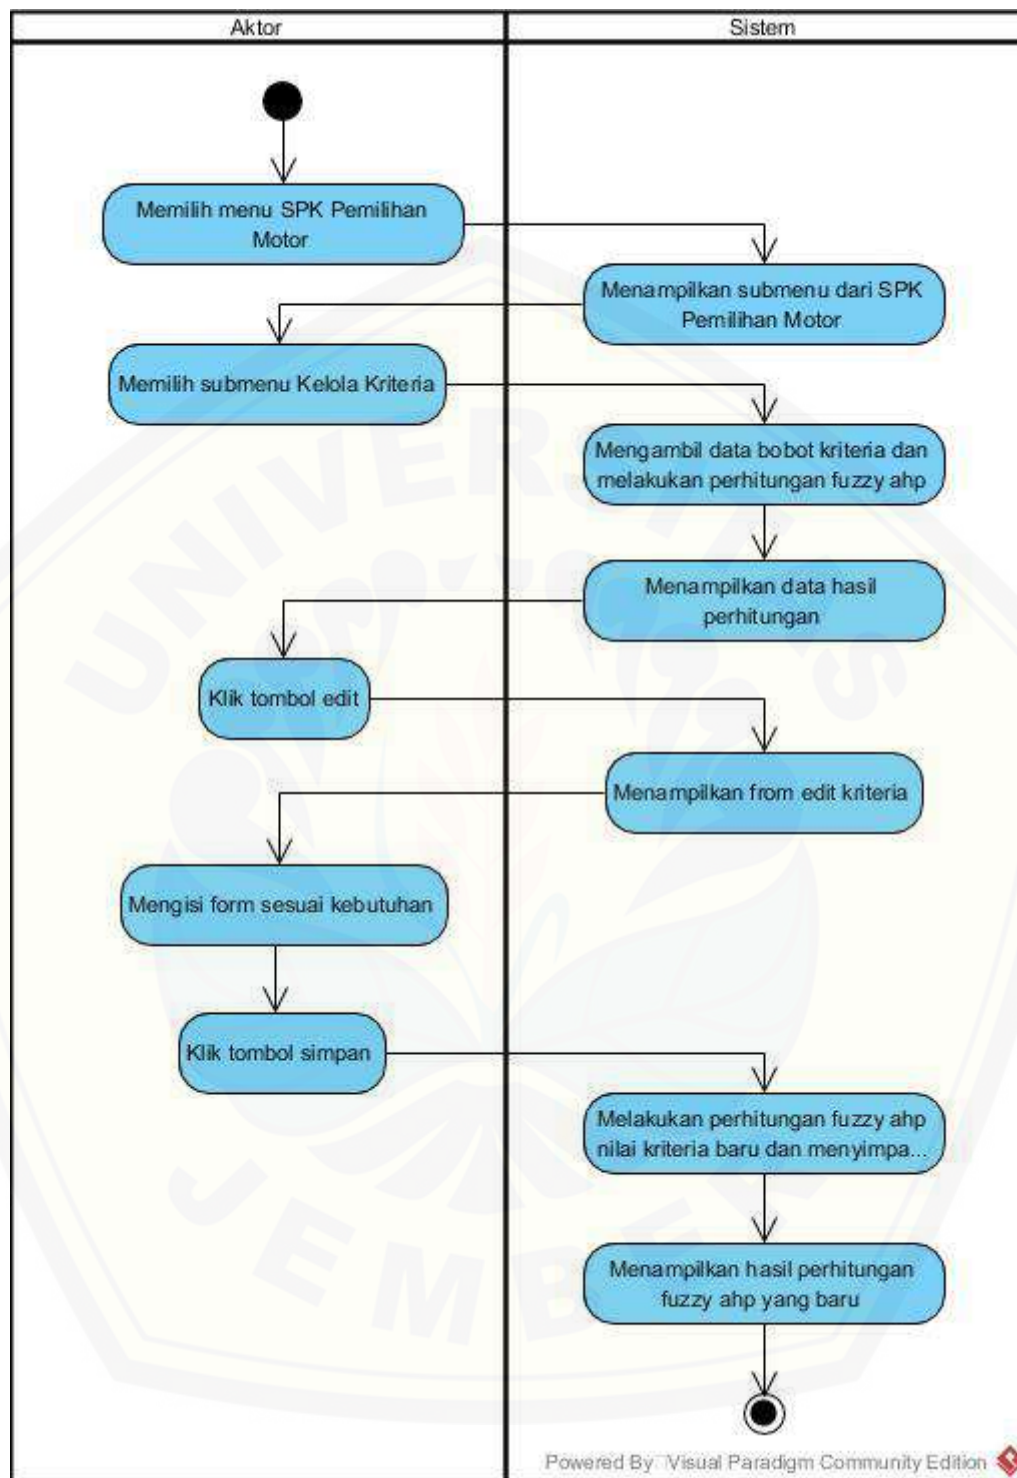 Aktor
Sistem
Memilih menu SPK Pemilihan
Motor
Menampilkan submenu dari SPK
Pemilihan Motor
Memilih submenu Kelola Kriteria
Mengambil data bobot kriteria dan
melakukan perhitungan fuzzy ahp
Menampilkan data hasil
perhitungan
Klik tombol edit
Menampilkan from edit kriteria
Mengisi form sesuai kebutuhan
Klik tombol simpan
Melakukan perhitungan fuzzy ahp
nilai kriteria baru dan menyimpa...
Menampilkan hasil perhitungan
fuzzy ahp yang baru
UNIVERSITAS
JEMBER
Powered By Visual Paradigm Community Edition